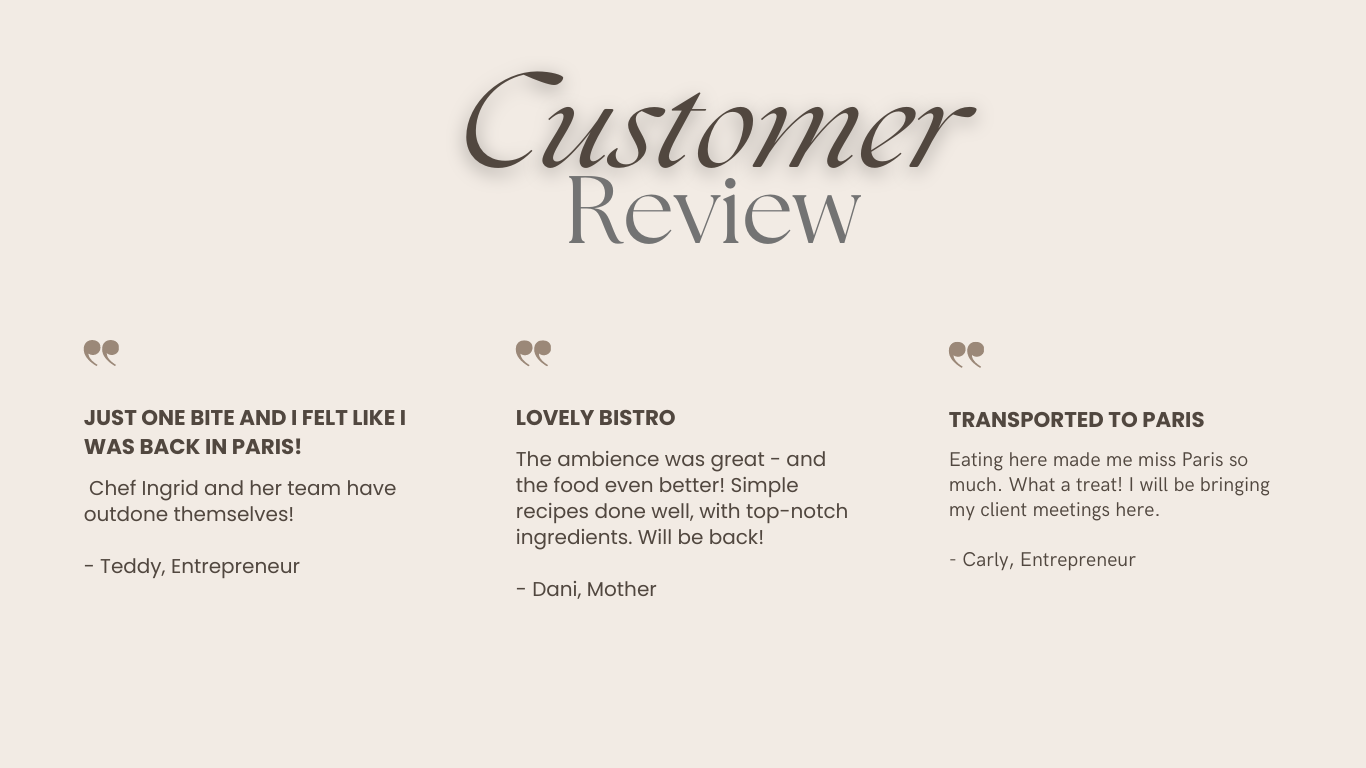 Customer
Review
JUST ONE BITE AND I FELT LIKE I
WAS BACK IN PARIS!
Chef Ingrid and her team have
outdone themselves!
- Teddy, Entrepreneur
LOVELY BISTRO
The ambience was great - and
the food even better! Simple
recipes done well, with top-notch
ingredients. Will be back!
- Dani, Mother
TRANSPORTED TO PARIS
Eating here made me miss Paris so
much. What a treat! I will be bringing
my client meetings here.
- Carly, Entrepreneur